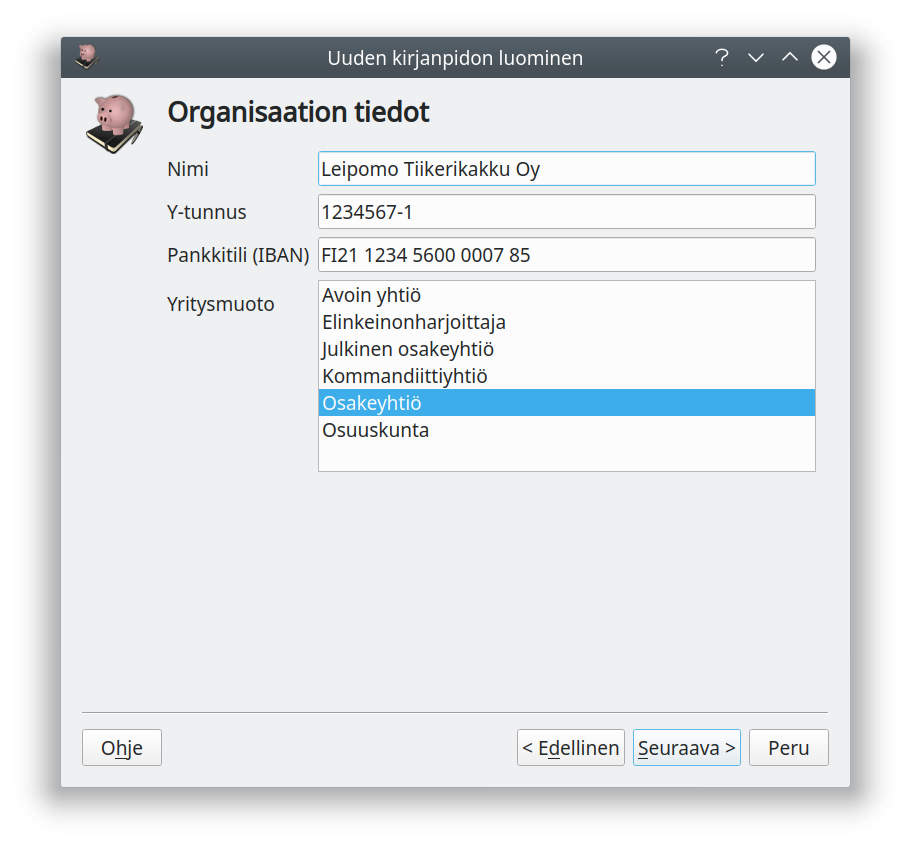 Uuden kirjanpidon luominen
Organisaation tiedot
Nimi Leipomo Tiikerikakku Oy
Y-tunnus 1234567-1
Pankkitili (IBAN) FI21 1234 5600 0007 85
Yritysmuoto
Avoin yhtiö
Elinkeinonharjoittaja
Julkinen osakeyhtiö
Kommandiittiyhtiö
Osakeyhtiö
Osuuskunta
Ohje < Edellinen Seuraava > Peru